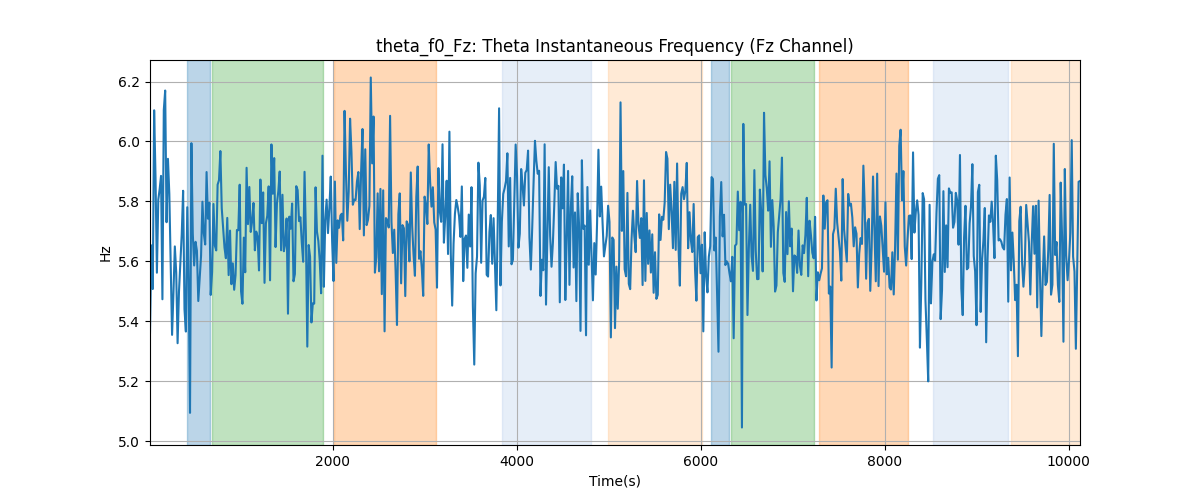 theta_f0_Fz: Theta Instantaneous Frequency (Fz Channel)
Hz
6.2
6.0
5.8
5.6
5.4
5.2
5.0
2000 4000 6000 8000 10000
Time(s)